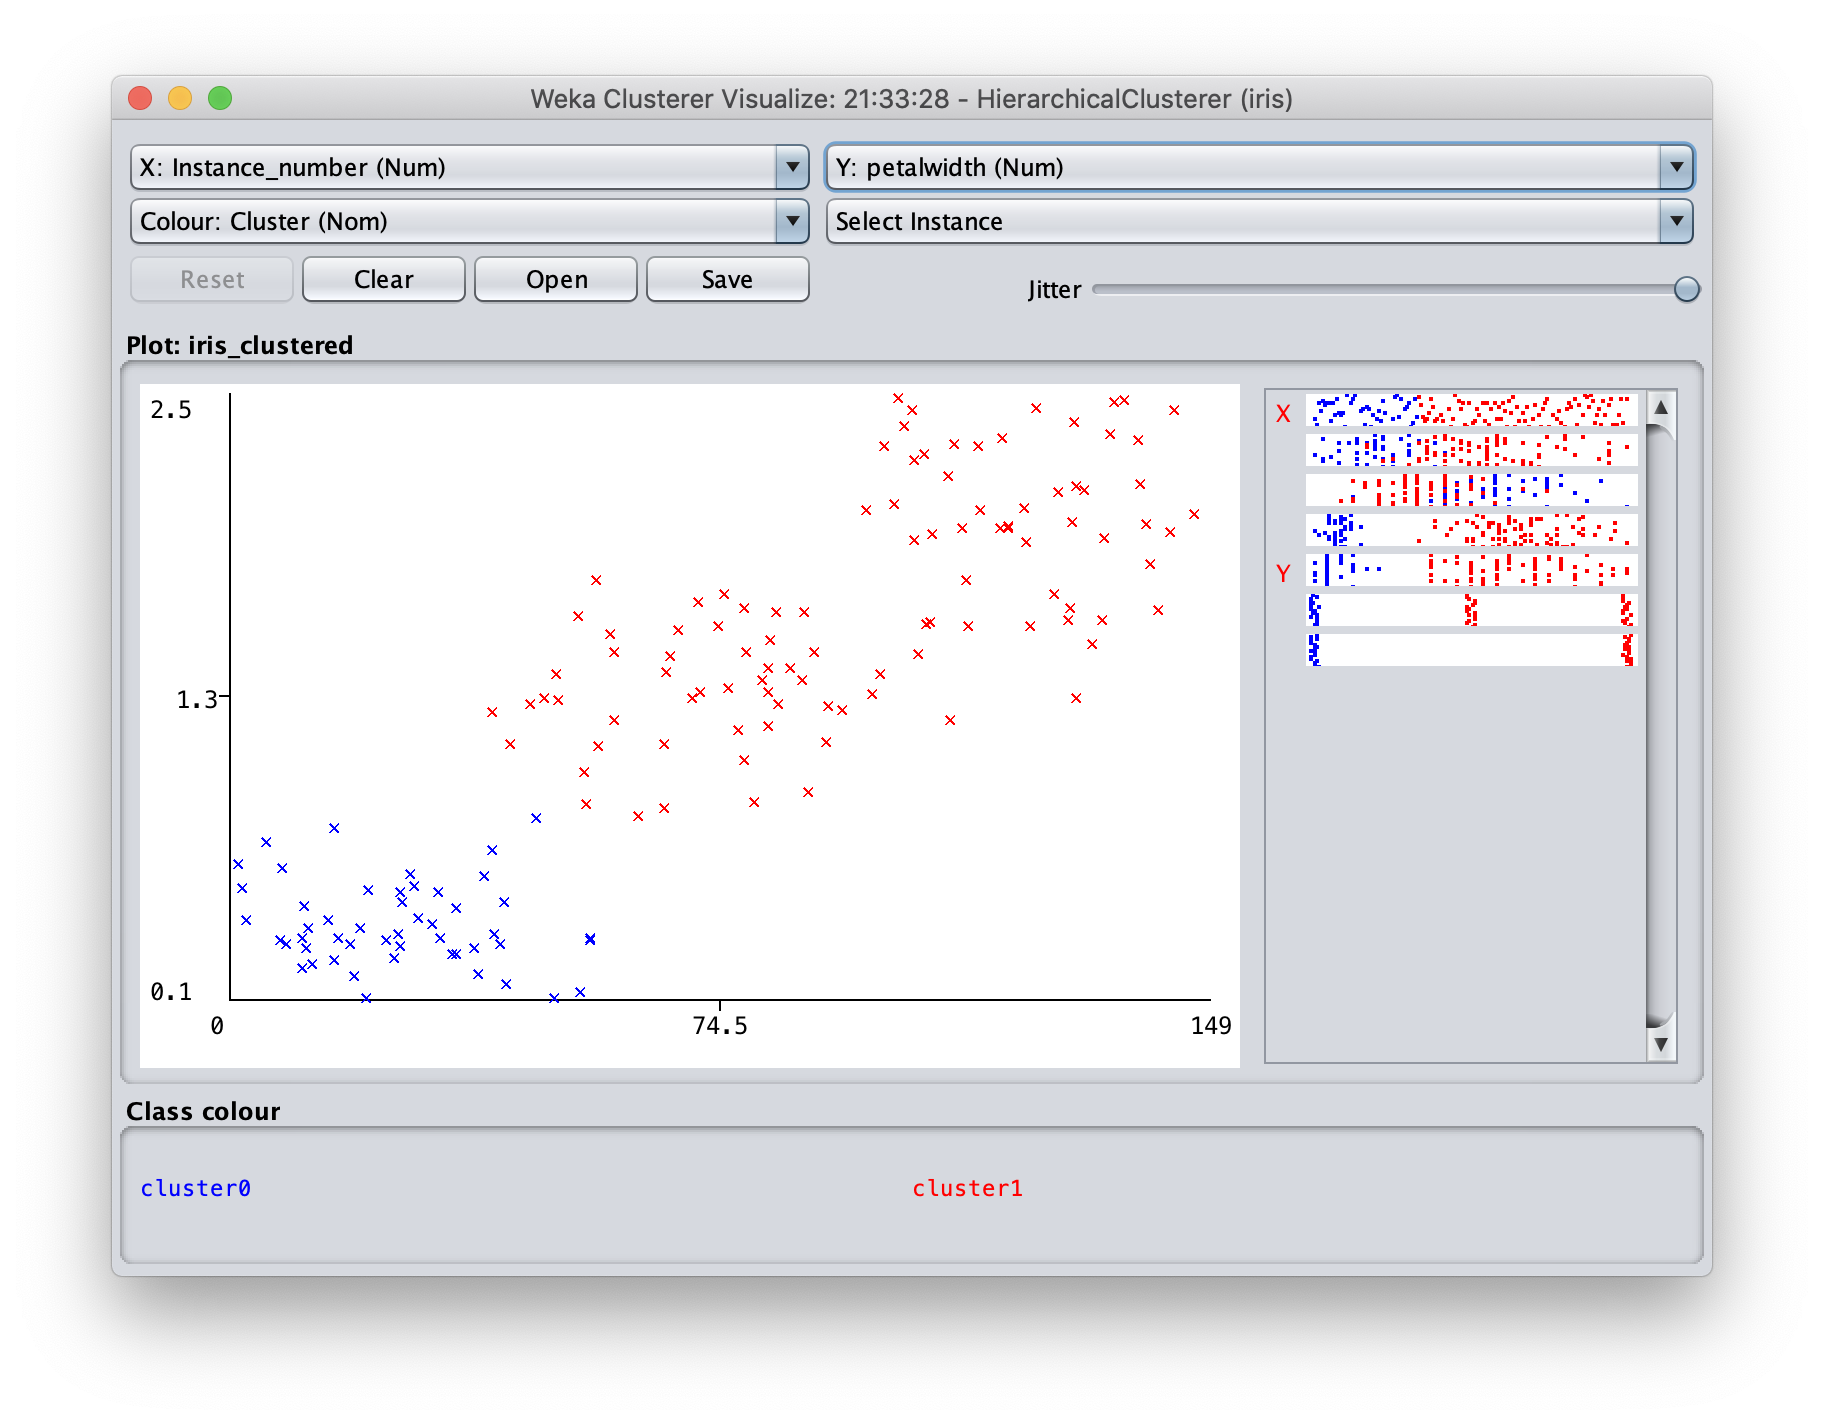 Weka Clusterer Visualize: 21:33:28 - HierarchicalClusterer (iris)
X: Instance_number (Num)
Y: petalwidth (Num)
Colour: Cluster (Nom)
Select Instance
Reset
Clear
Open
Save
Jitter
Plot: iris_clustered
2.5
1.3
0.1
0
74.5
149
X
Y
Class colour
cluster0
cluster1